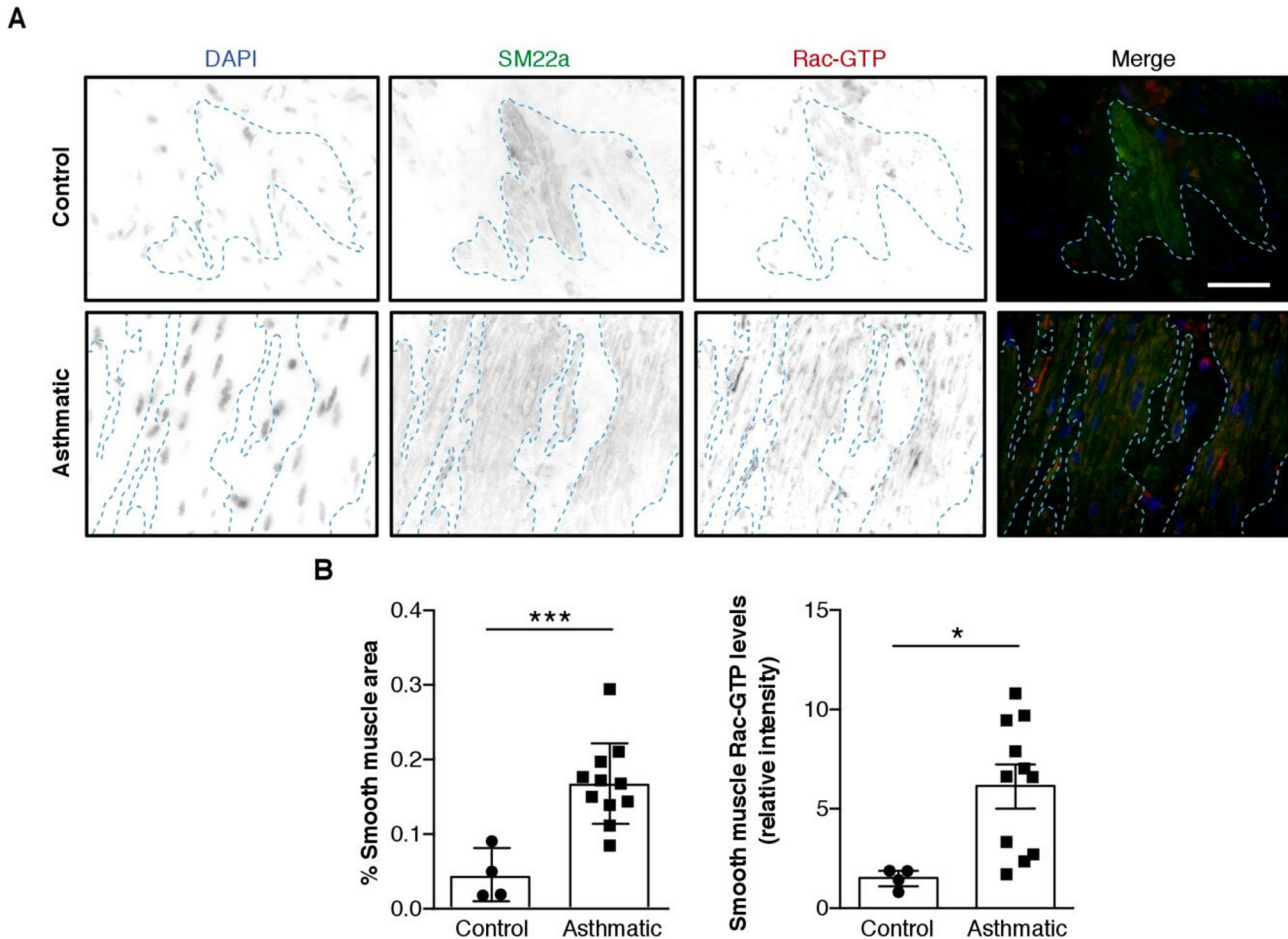 A
DAPI
SM22a
Rac-GTP
Merge
Control
Asthmatic
B
% Smooth muscle area
0.4
0.3
0.2
0.1
0.0
***
Control
Asthmatic
Smooth muscle Rac-GTP levels
(relative intensity)
15
10
5
0
*
Control
Asthmatic